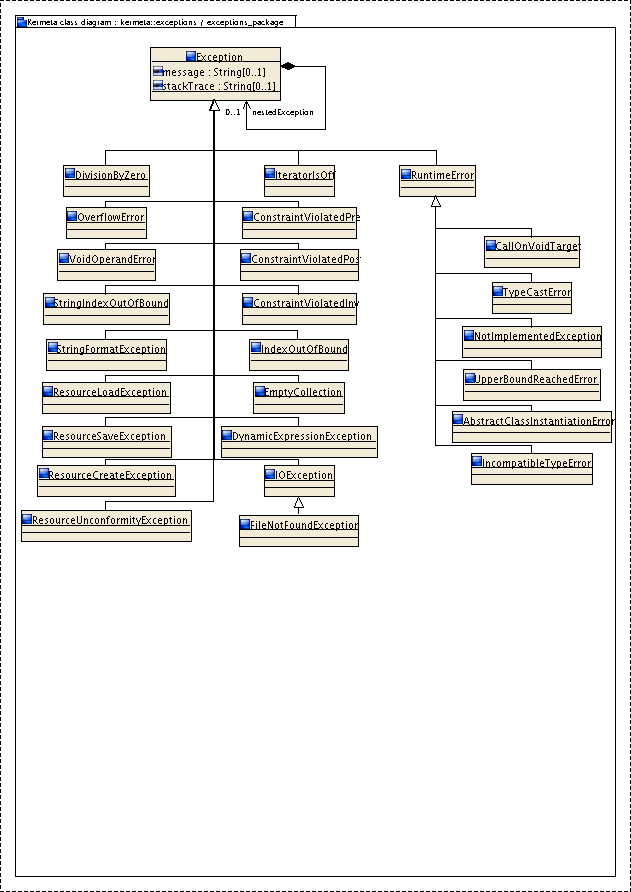 Kermeta class diagram : kermeta::exceptions / exceptions_package
Exception
message : String[0..1]
stackTrace : String[0..1]
0..1 nestedException
DivisionByZero
IteratorIsOff
RuntimeError
OverflowError
ConstraintViolatedPre
CallOnVoidTarget
VoidOperandError
ConstraintViolatedPos
TypeCastError
StringIndexOutOfBound
ConstraintViolatedInv
NotImplementedException
StringFormatException
IndexOutOfBound
UpperBoundReachedError
ResourceLoadException
EmptyCollection
AbstractClassInstantiationError
ResourceSaveException
DynamicExpressionException
IncompatibleTypeError
ResourceCreateException
IOException
ResourceUnconformityException
FileNotFoundException